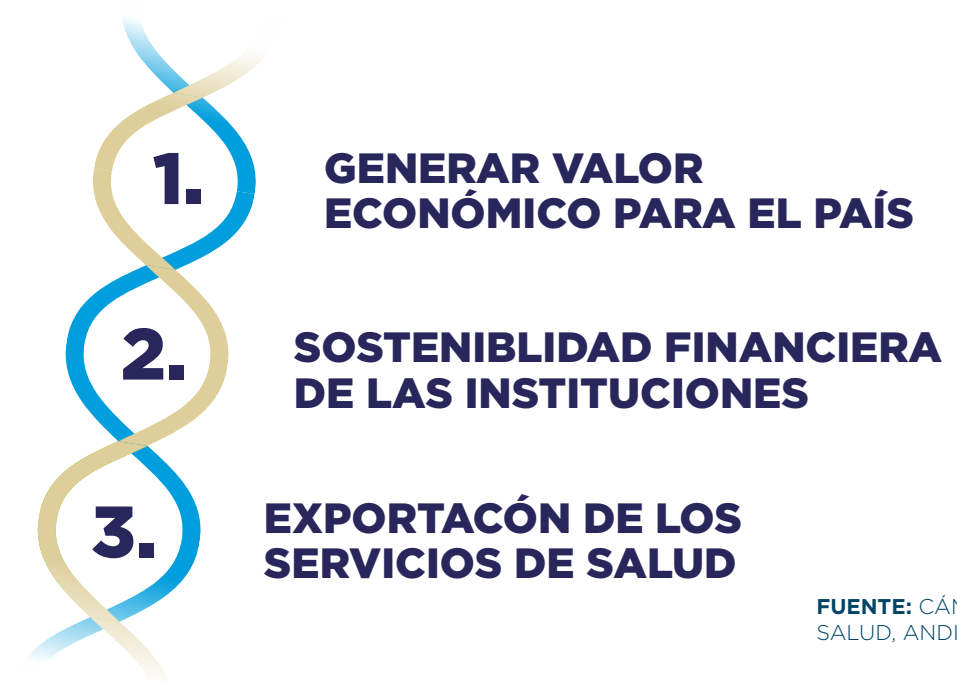 1.
GENERAR VALOR
ECONÓMICO PARA EL PAÍS
2.
SOSTENIBLIDAD FINANCIERA
DE LAS INSTITUCIONES
3.
EXPORTACÓN DE LOS
SERVICIOS DE SALUD
FUENTE:
SALUD, ANDI